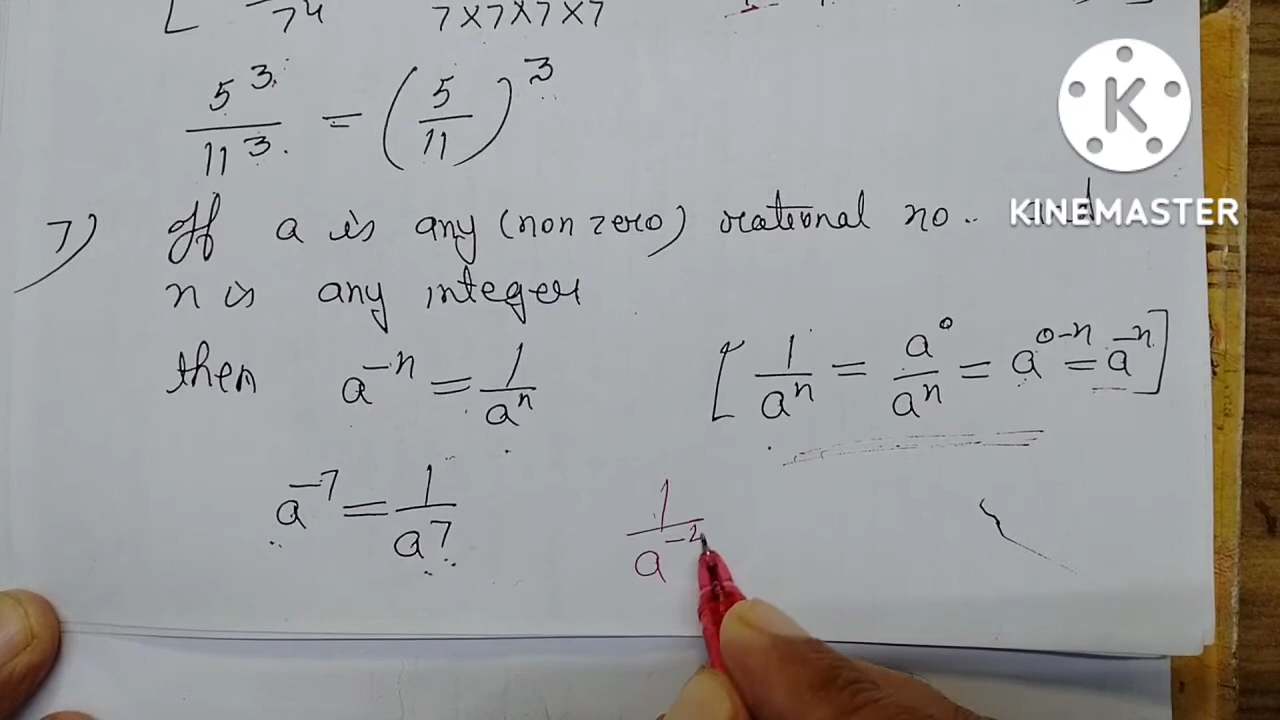 7⁴ 7×7×7×7
5³/11³ = (5/11)³
7) If a is any (non zero) rational no. and
n is any integer
then a⁻ⁿ = 1/aⁿ [1/aⁿ = a⁰/aⁿ = a⁰⁻ⁿ = a⁻ⁿ]
a⁻⁷ = 1/a⁷ 1/a⁻²
K
KINEMASTER